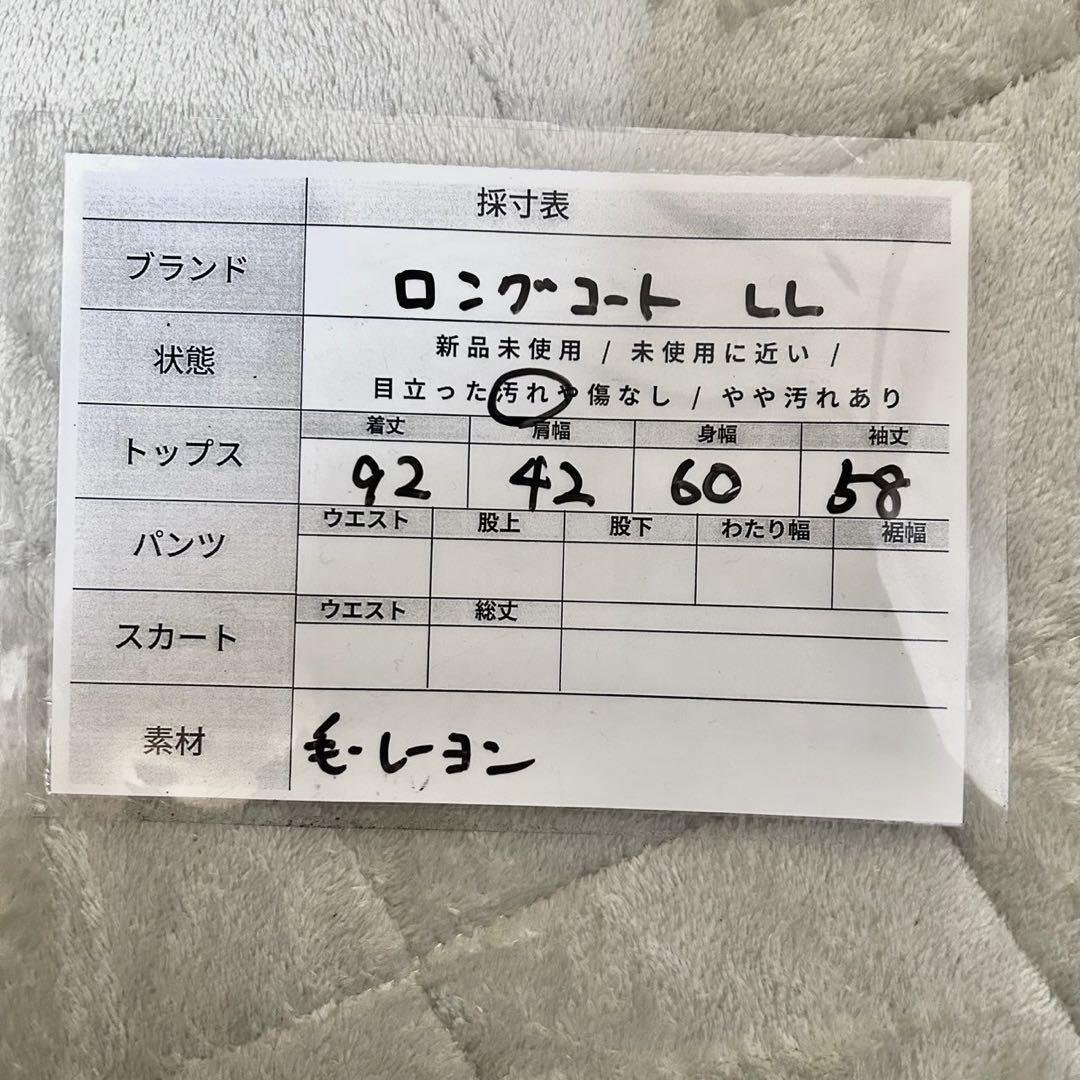 採寸表
ブランド
ロングコート LL
状態
新品未使用 / 未使用に近い /
目立った汚れや傷なし / やや汚れあり
トップス
着丈 肩幅 身幅 袖丈
92 42 60 58
パンツ
ウエスト 股上 股下 わたり幅 裾幅
スカート
ウエスト 総丈
素材
毛・レーヨン